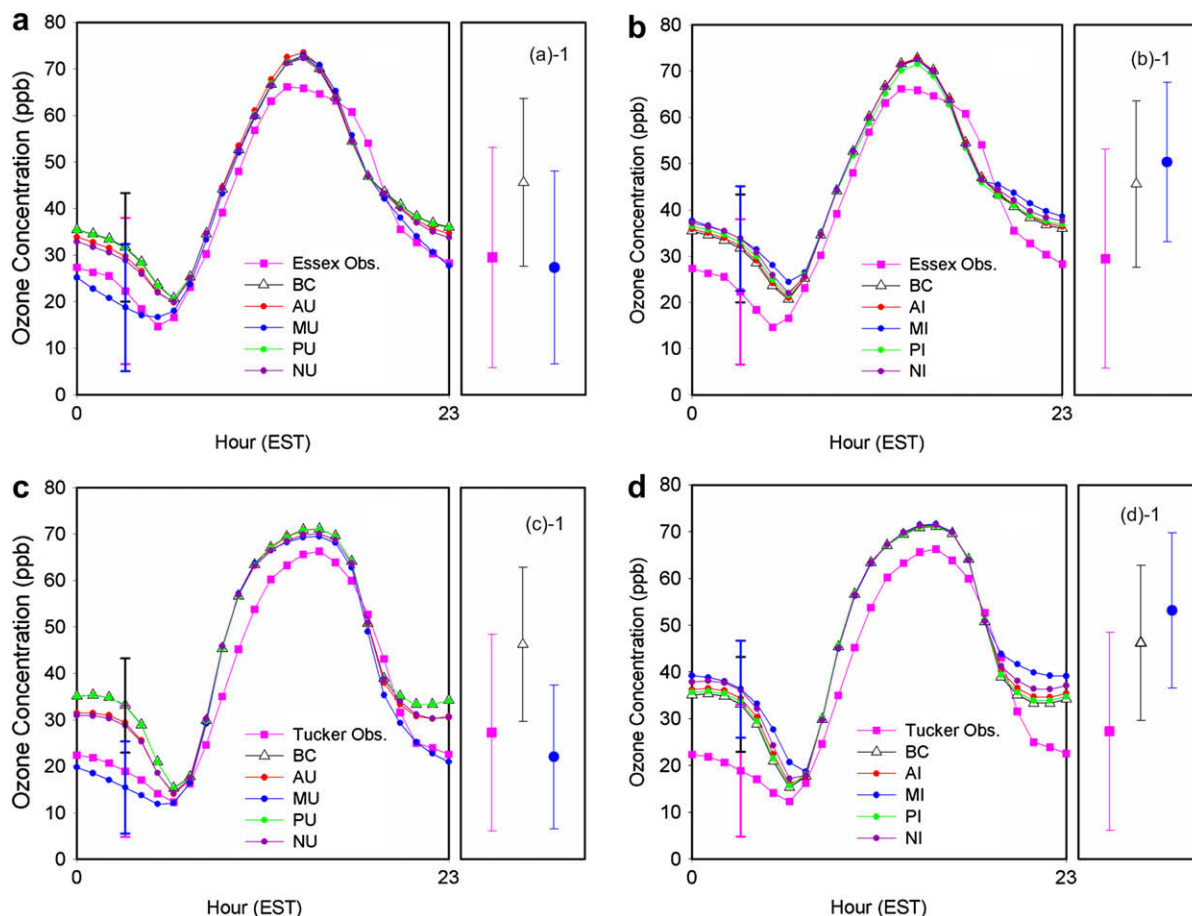 a
Ozone Concentration (ppb)
80
70
60
50
40
30
20
10
0
Essex Obs.
BC
AU
MU
PU
NU
0
23
Hour (EST)
(a)-1
b
Ozone Concentration (ppb)
80
70
60
50
40
30
20
10
0
Essex Obs.
BC
AI
MI
PI
NI
0
23
Hour (EST)
(b)-1
c
Ozone Concentration (ppb)
80
70
60
50
40
30
20
10
0
Tucker Obs.
BC
AU
MU
PU
NU
0
23
Hour (EST)
(c)-1
d
Ozone Concentration (ppb)
80
70
60
50
40
30
20
10
0
Tucker Obs.
BC
AI
MI
PI
NI
0
23
Hour (EST)
(d)-1